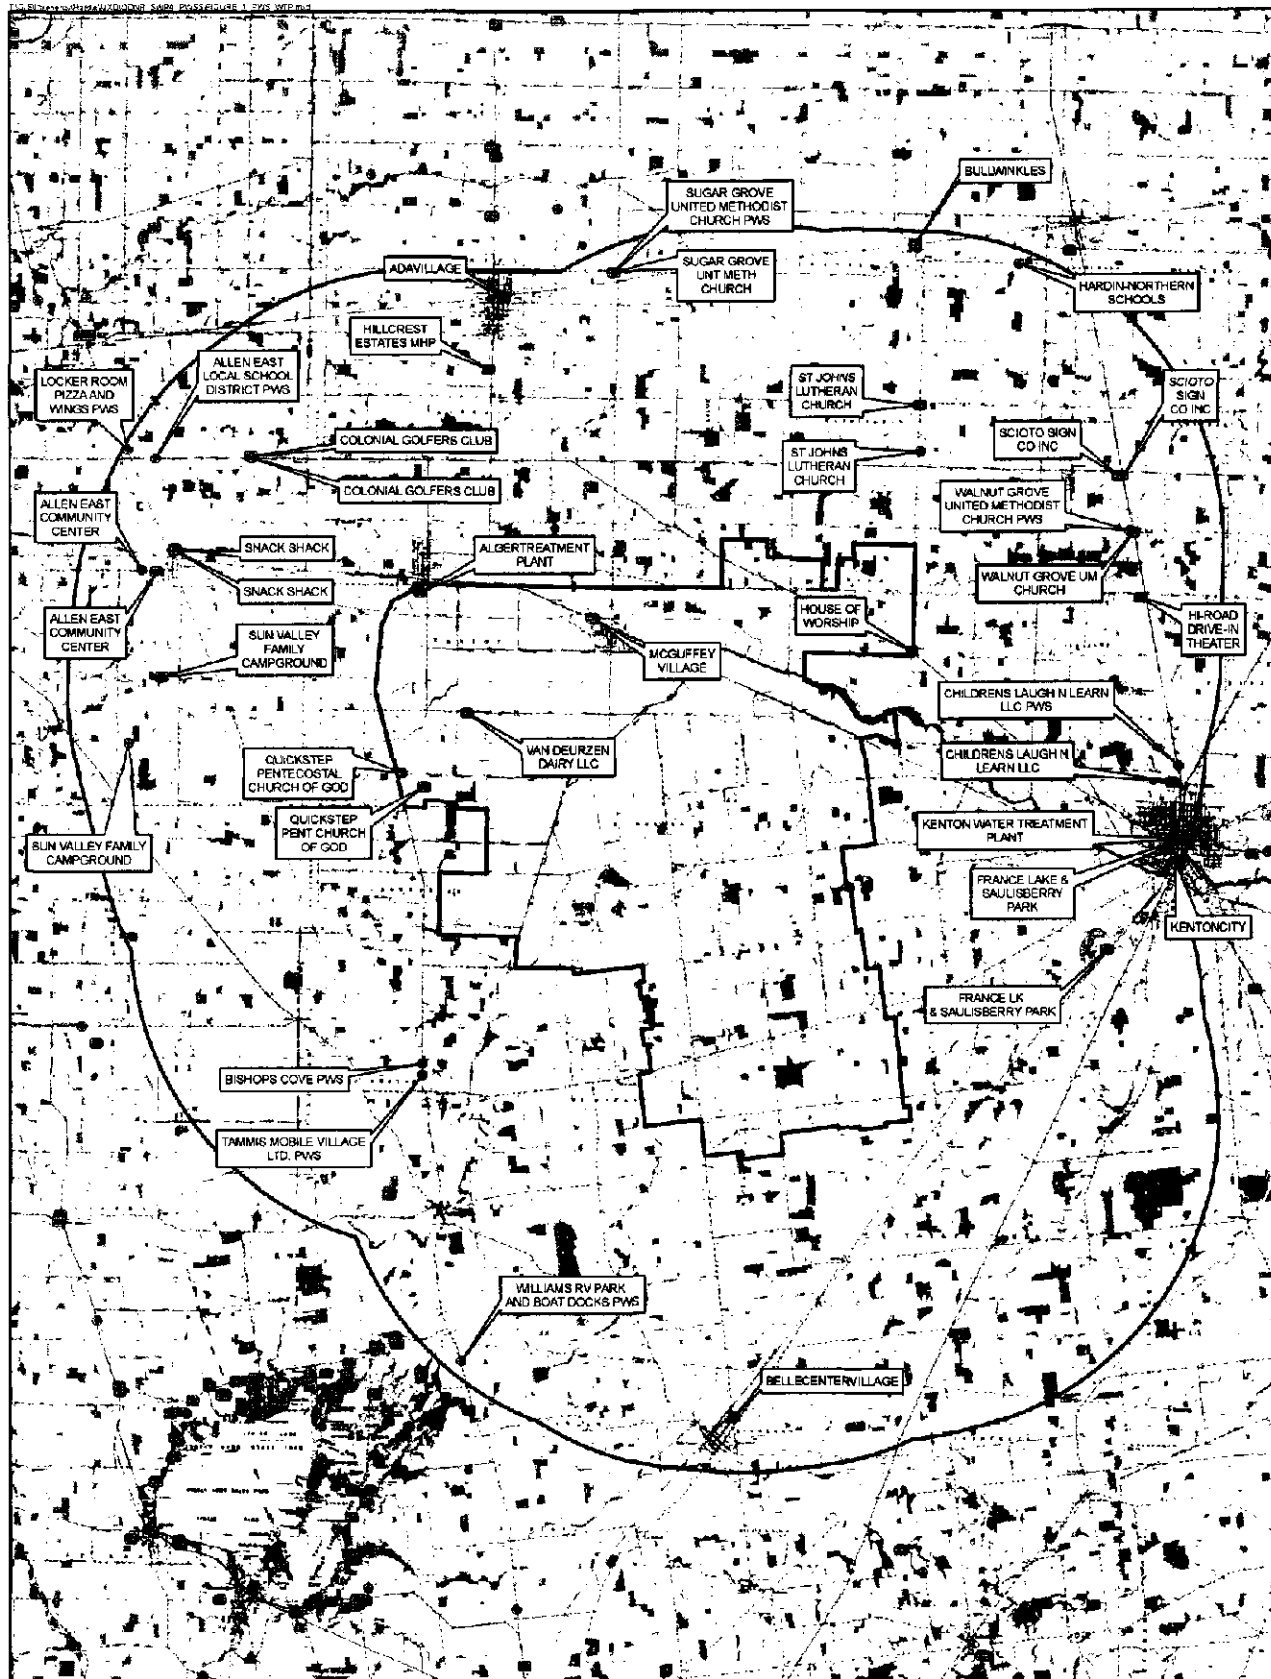 BULLWINKLES
SUGAR GROVE
UNITED METHODIST
CHURCH PWS
ADAVILLAGE
SUGAR GROVE
UNT METH
CHURCH
HARDIN-NORTHERN
SCHOOLS
HILLCREST
ESTATES MHP
ALLEN EAST
LOCAL SCHOOL
DISTRICT PWS
LOCKER ROOM
PIZZA AND
WINGS PWS
ST JOHNS
LUTHERAN
CHURCH
SCIOTO
SIGN
CO INC
COLONIAL GOLFERS CLUB
SCIOTO SIGN
CO INC
ST JOHNS
LUTHERAN
CHURCH
COLONIAL GOLFERS CLUB
WALNUT GROVE
UNITED METHODIST
CHURCH PWS
ALLEN EAST
COMMUNITY
CENTER
SNACK SHACK
ALGERTREATMENT
PLANT
SNACK SHACK
WALNUT GROVE UM
CHURCH
HOUSE OF
WORSHIP
ALLEN EAST
COMMUNITY
CENTER
HI-ROAD
DRIVE-IN
THEATER
SUN VALLEY
FAMILY
CAMPGROUND
MCGUFFEY
VILLAGE
CHILDRENS LAUGH N LEARN
LLC PWS
VAN DEURZEN
DAIRY LLC
CHILDRENS LAUGH N
LEARN LLC
QUICKSTEP
PENTECOSTAL
CHURCH OF GOD
QUICKSTEP
PENT CHURCH
OF GOD
KENTON WATER TREATMENT
PLANT
SUN VALLEY FAMILY
CAMPGROUND
FRANCE LAKE &
SAULISBERRY
PARK
KENTONCITY
FRANCE LK
& SAULISBERRY PARK
BISHOPS COVE PWS
TAMMIS MOBILE VILLAGE
LTD. PWS
WILLIAMS RV PARK
AND BOAT DOCKS PWS
BELLECENTERVILLAGE